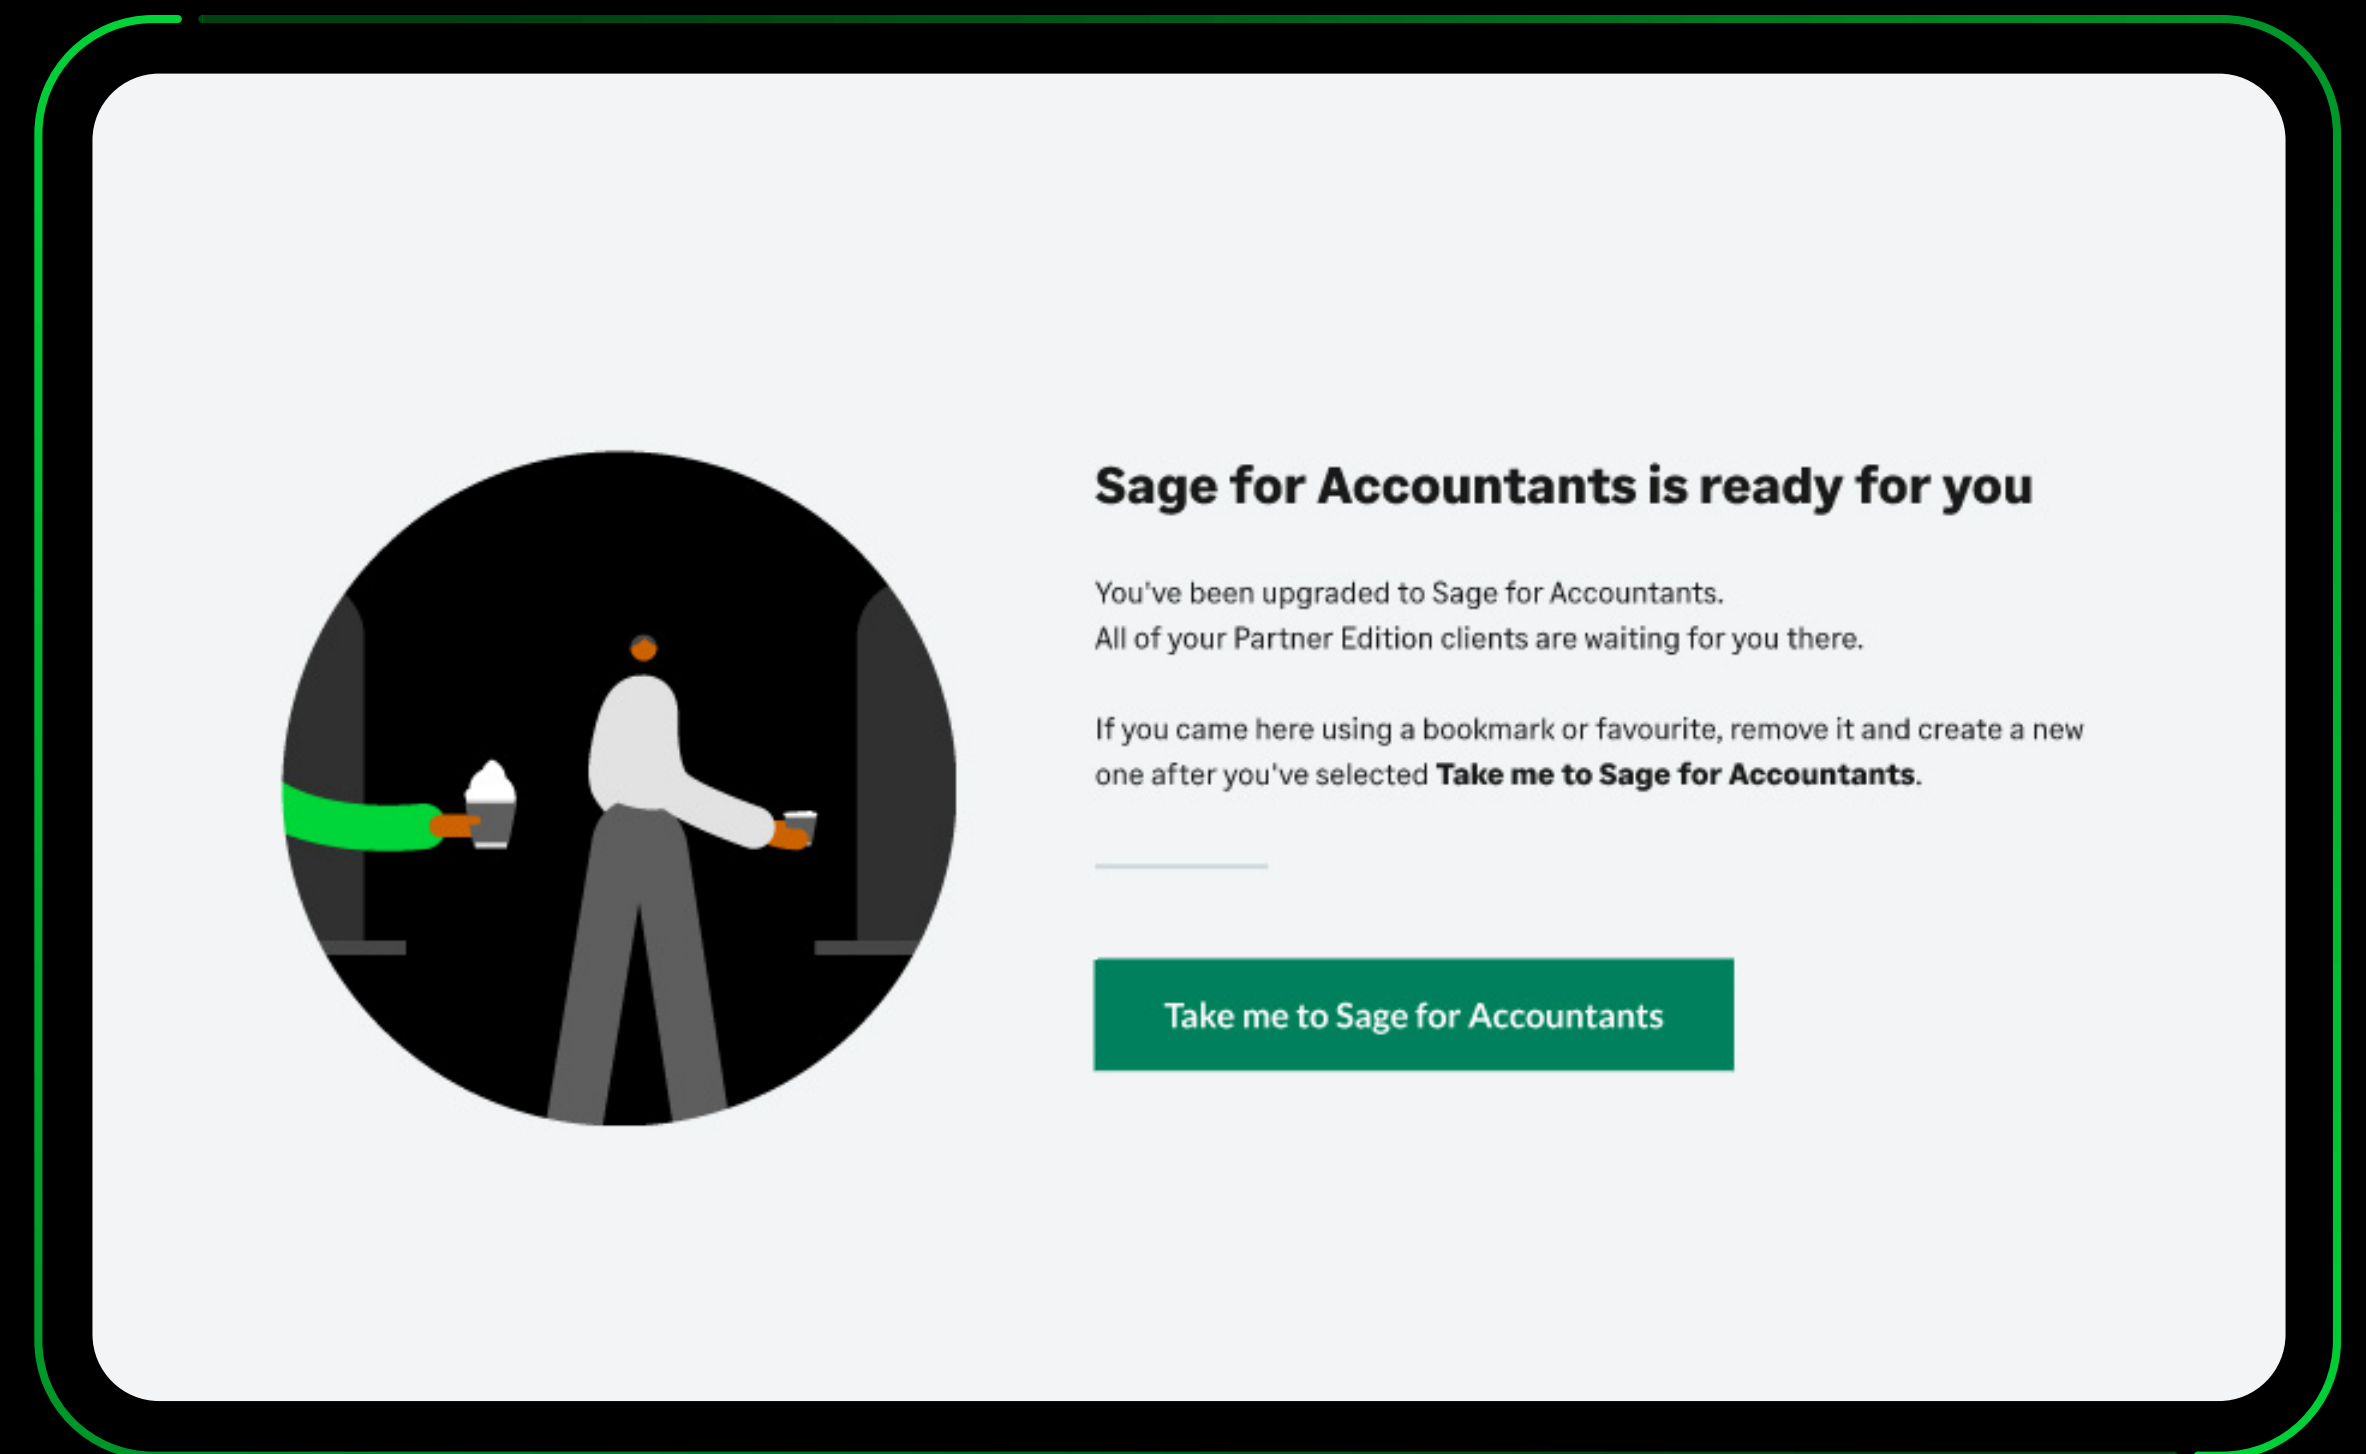 Sage for Accountants is ready for you
You've been upgraded to Sage for Accountants.
All of your Partner Edition clients are waiting for you there.
If you came here using a bookmark or favourite, remove it and create a new
one after you've selected Take me to Sage for Accountants.
Take me to Sage for Accountants